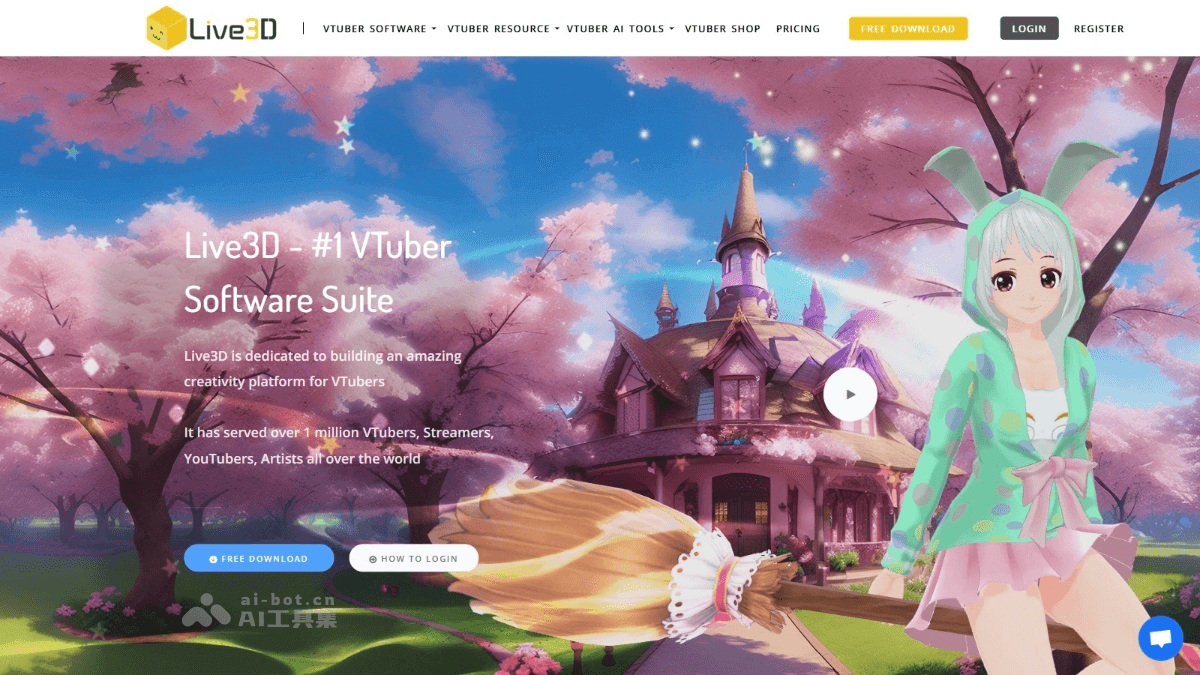 Live3D
VTUBER SOFTWARE
VTUBER RESOURCE
VTUBER AI TOOLS
VTUBER SHOP
PRICING
FREE DOWNLOAD
LOGIN
REGISTER
Live3D - #1 VTuber
Software Suite
Live3D is dedicated to building an amazing
creativity platform for VTubers
It has served over 1 million VTubers, Streamers,
YouTubers, Artists all over the world
FREE DOWNLOAD
HOW TO LOGIN
ai-bot.cn
AI工具集